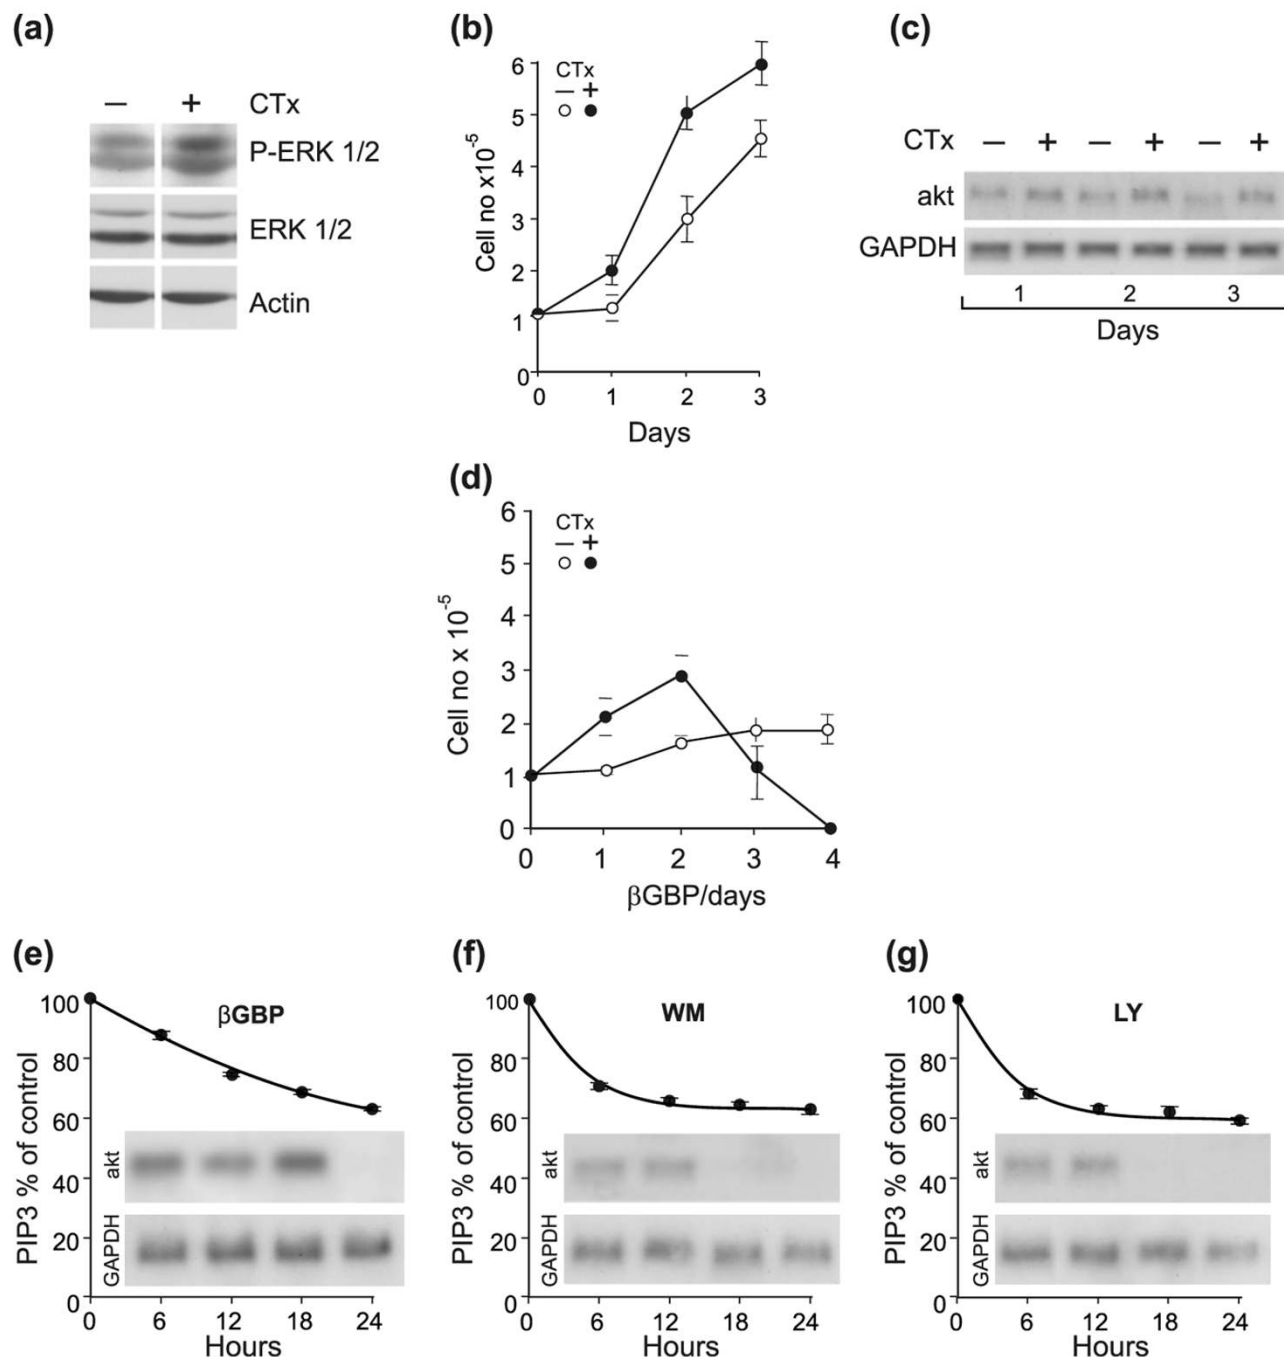 (a)
− + CTx
P-ERK 1/2
ERK 1/2
Actin
(b)
CTx
− +
Cell no x10-5
6
5
4
3
2
1
0
0 1 2 3
Days
(c)
CTx − + − + − +
akt
GAPDH
1 2 3
Days
(d)
CTx
− +
Cell no x 10-5
6
5
4
3
2
1
0
0 1 2 3 4
βGBP/days
(e)
βGBP
PIP3 % of control
100
80
60
40
20
0
akt
GAPDH
0 6 12 18 24
Hours
(f)
WM
PIP3 % of control
100
80
60
40
20
0
akt
GAPDH
0 6 12 18 24
Hours
(g)
LY
PIP3 % of control
100
80
60
40
20
0
akt
GAPDH
0 6 12 18 24
Hours